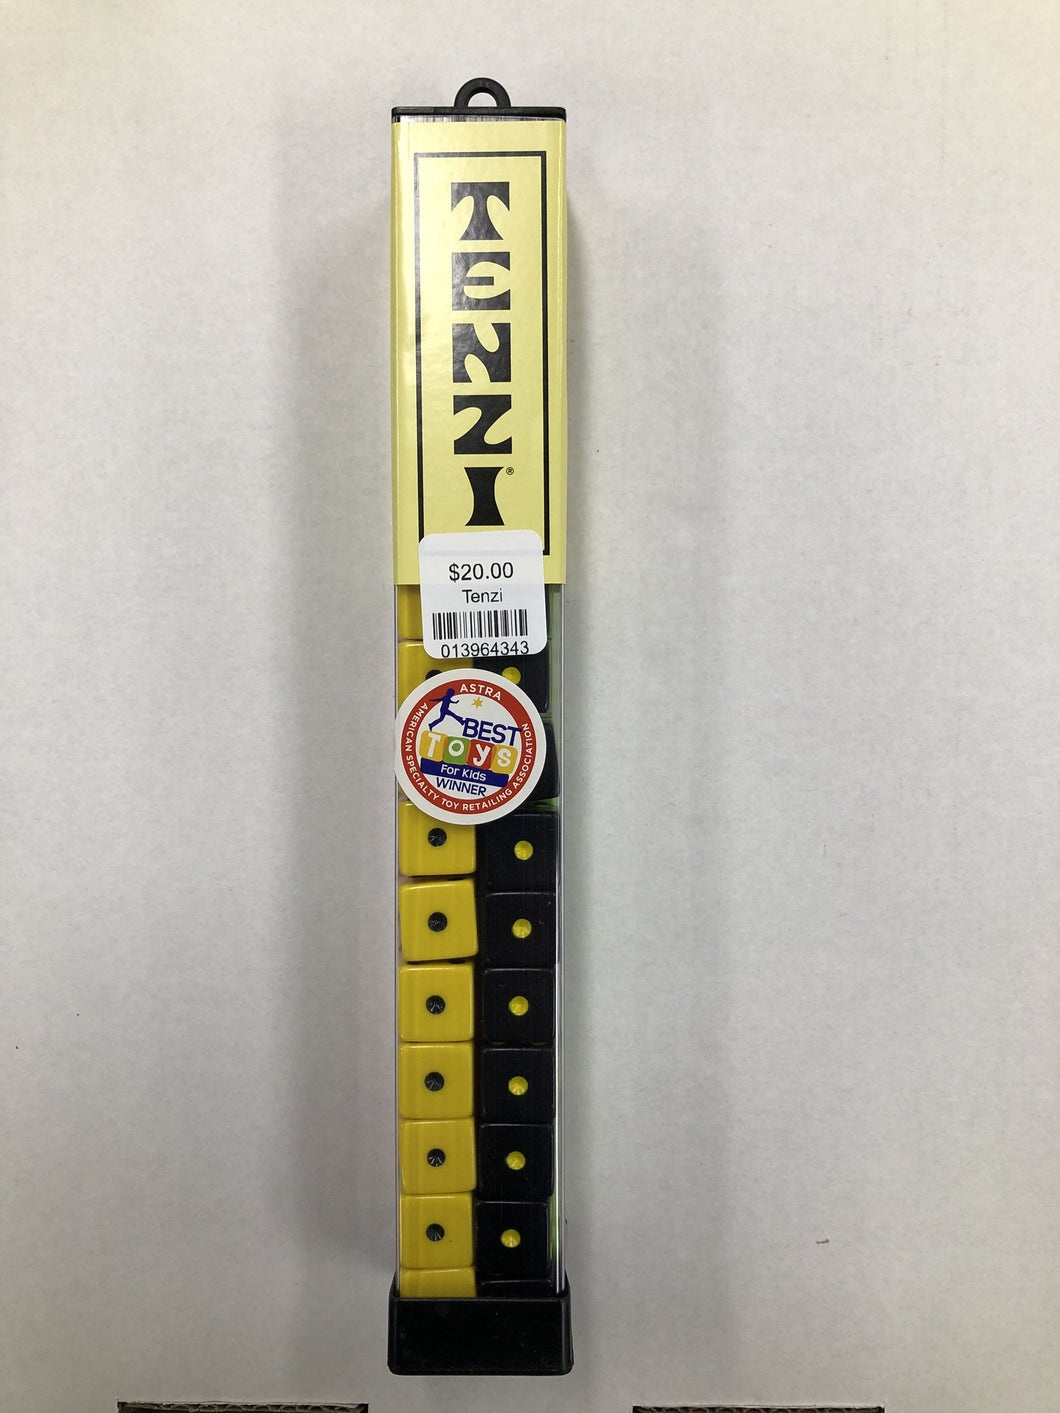 TENZI®
$20.00
Tenzi
013964343
ASTRA
BEST
TOYS
For Kids
WINNER
AMERICAN SPECIALTY TOY RETAILING ASSOCIATION